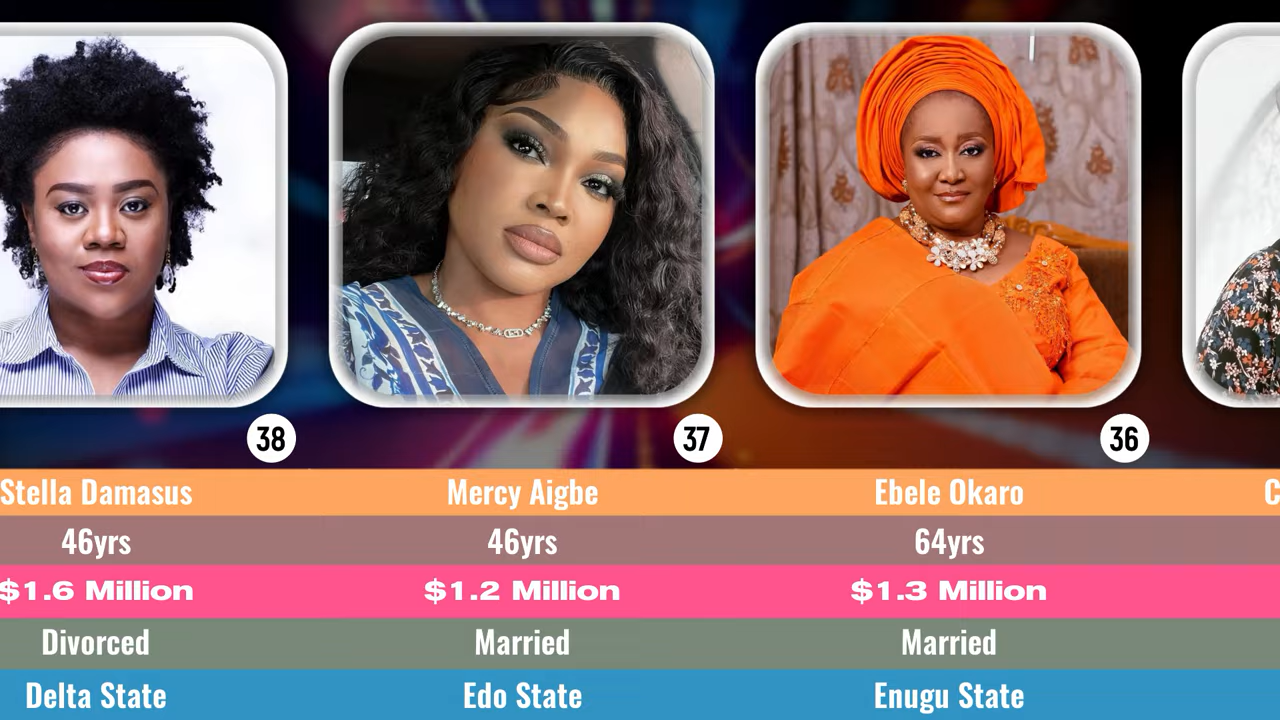 38
37
36
Stella Damasus
Mercy Aigbe
Ebele Okaro
C
46yrs
46yrs
64yrs
$1.6 Million
$1.2 Million
$1.3 Million
Divorced
Married
Married
Delta State
Edo State
Enugu State